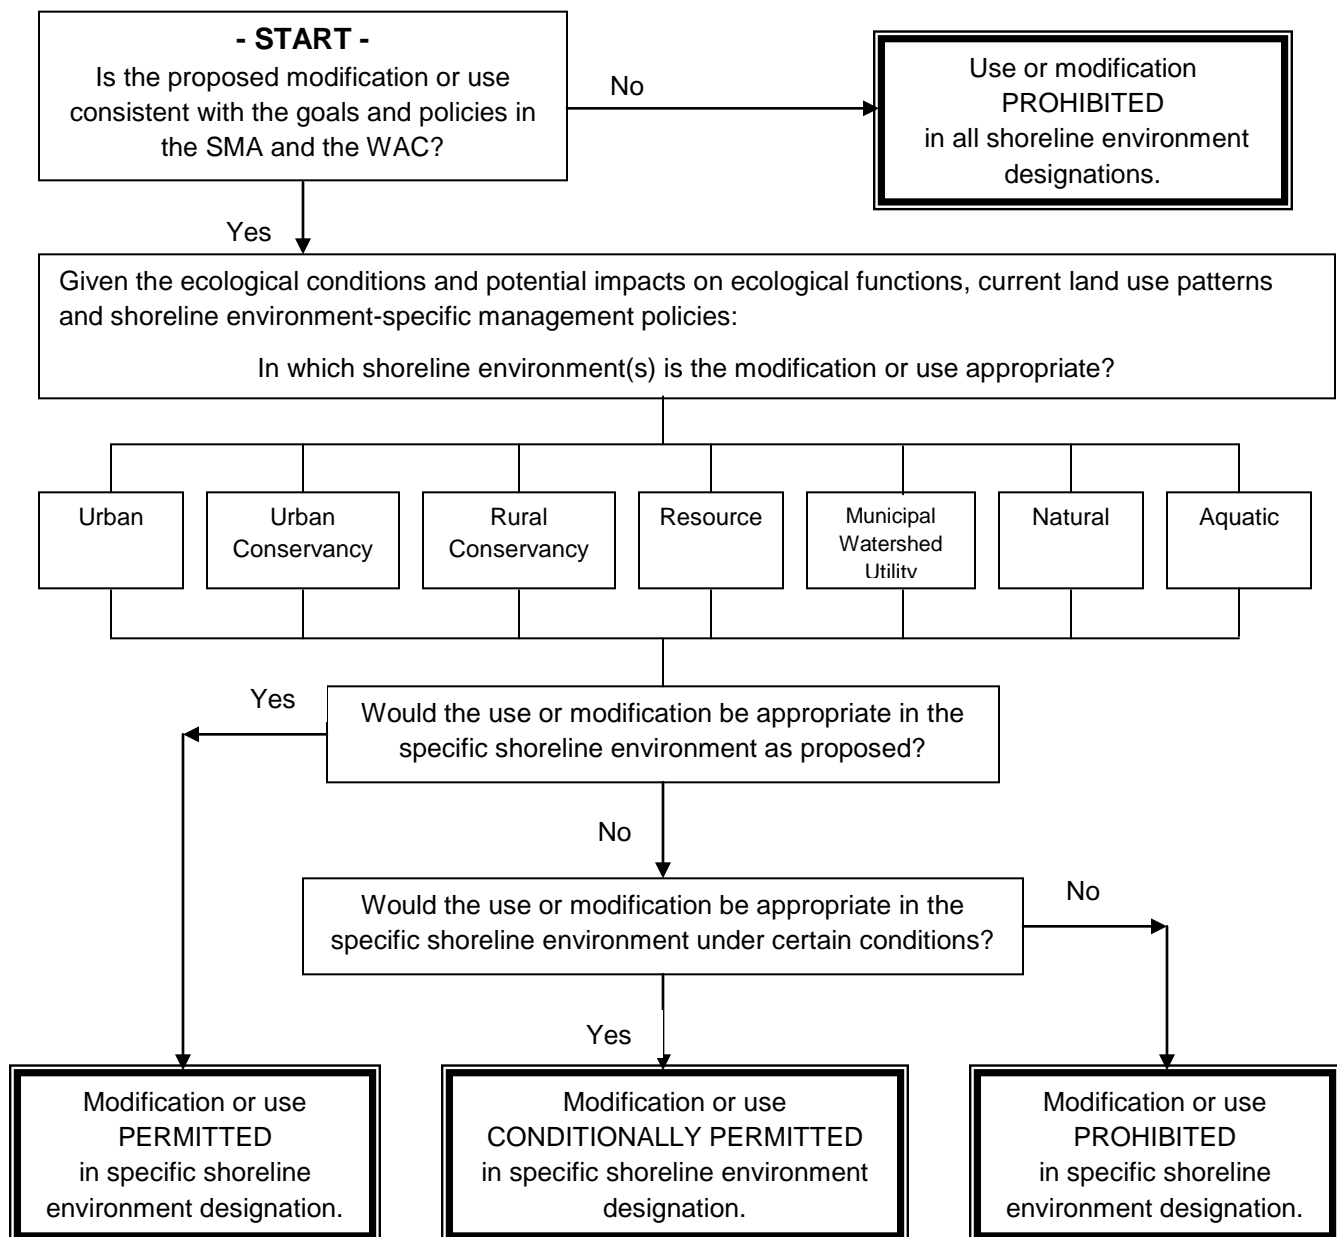 - START -
Is the proposed modification or use
consistent with the goals and policies in
the SMA and the WAC?
No
Use or modification
PROHIBITED
in all shoreline environment
designations.
Yes
Given the ecological conditions and potential impacts on ecological functions, current land use patterns
and shoreline environment-specific management policies:
In which shoreline environment(s) is the modification or use appropriate?
Urban
Urban
Conservancy
Rural
Conservancy
Resource
Municipal
Watershed
Utility
Natural
Aquatic
Yes
Would the use or modification be appropriate in the
specific shoreline environment as proposed?
No
Would the use or modification be appropriate in the
specific shoreline environment under certain conditions?
No
Yes
Modification or use
PERMITTED
in specific shoreline
environment designation.
Modification or use
CONDITIONALLY PERMITTED
in specific shoreline environment
designation.
Modification or use
PROHIBITED
in specific shoreline
environment designation.